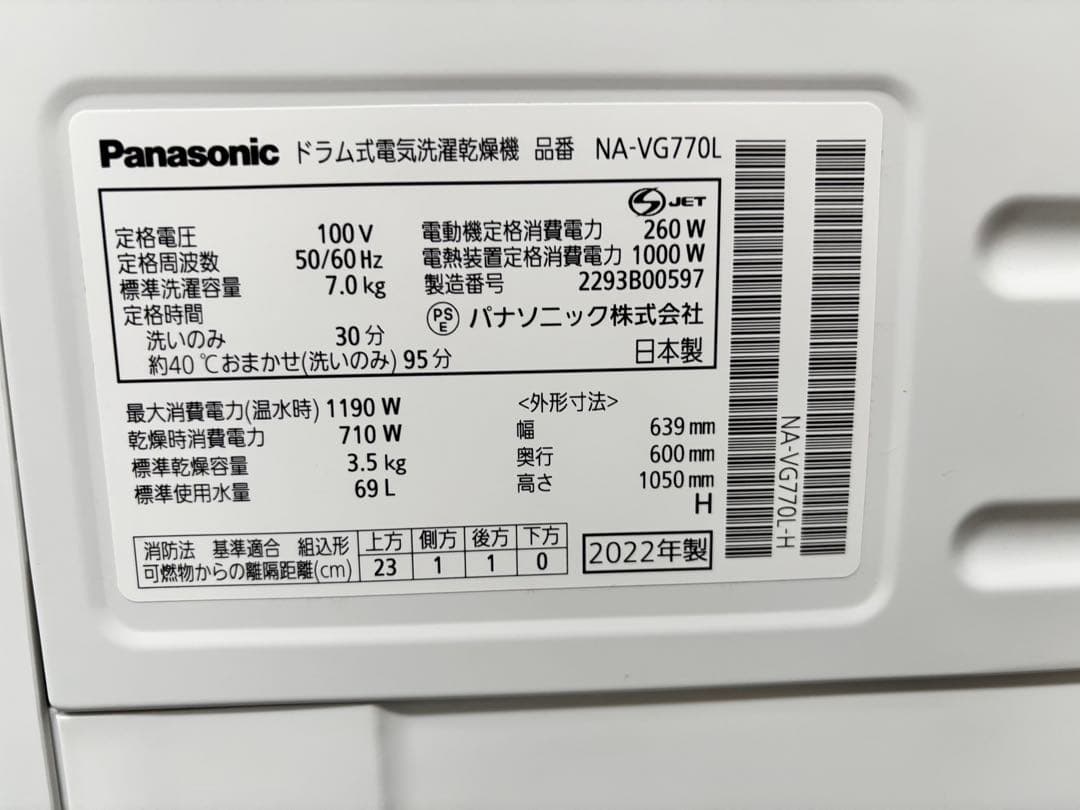 Panasonic ドラム式電気洗濯乾燥機 品番 NA-VG770L
S JET
定格電圧 100 V
定格周波数 50/60 Hz
標準洗濯容量 7.0 kg
定格時間
洗いのみ 30 分
約40 ℃おまかせ(洗いのみ) 95 分
電動機定格消費電力 260 W
電熱装置定格消費電力 1000 W
製造番号 2293B00597
PSE パナソニック株式会社
日本製
最大消費電力(温水時) 1190 W
乾燥時消費電力 710 W
標準乾燥容量 3.5 kg
標準使用水量 69 L
<外形寸法>
幅 639 mm
奥行 600 mm
高さ 1050 mm
H
消防法 基準適合 組込形 上方 側方 後方 下方
可燃物からの離隔距離(cm) 23 1 1 0
2022年製
NA-VG770L-H